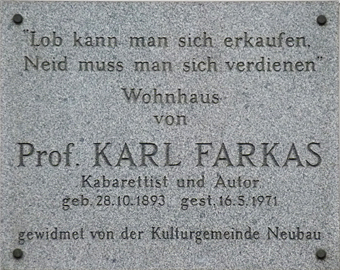 "Lob kann man sich erkaufen,
Neid muss man sich verdienen"
Wohnhaus
von
Prof. KARL FARKAS
Kabarettist und Autor
geb. 28.10.1893 gest. 16.5.1971
gewidmet von der Kulturgemeinde Neubau